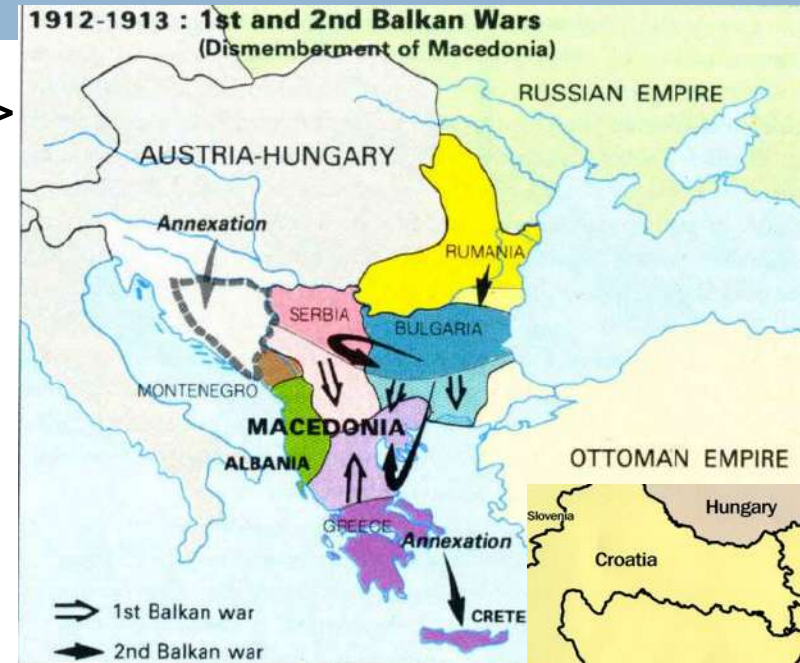 1912-1913 : 1st and 2nd Balkan Wars
(Dismemberment of Macedonia)
>
RUSSIAN EMPIRE
AUSTRIA-HUNGARY
Annexation
RUMANIA
SERBIA
BULGARIA
MONTENEGRO
MACEDONIA
ALBANIA
OTTOMAN EMPIRE
GREECE
Annexation
CRETE
1st Balkan war
2nd Balkan war
Slovenia
Hungary
Croatia